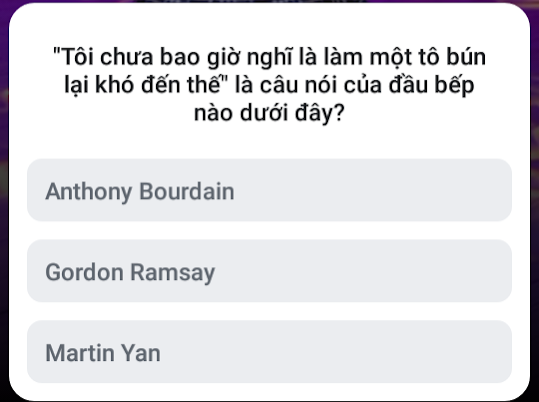 "Tôi chưa bao giờ nghĩ là làm một tô bún
lại khó đến thế" là câu nói của đầu bếp
nào dưới đây?
Anthony Bourdain
Gordon Ramsay
Martin Yan